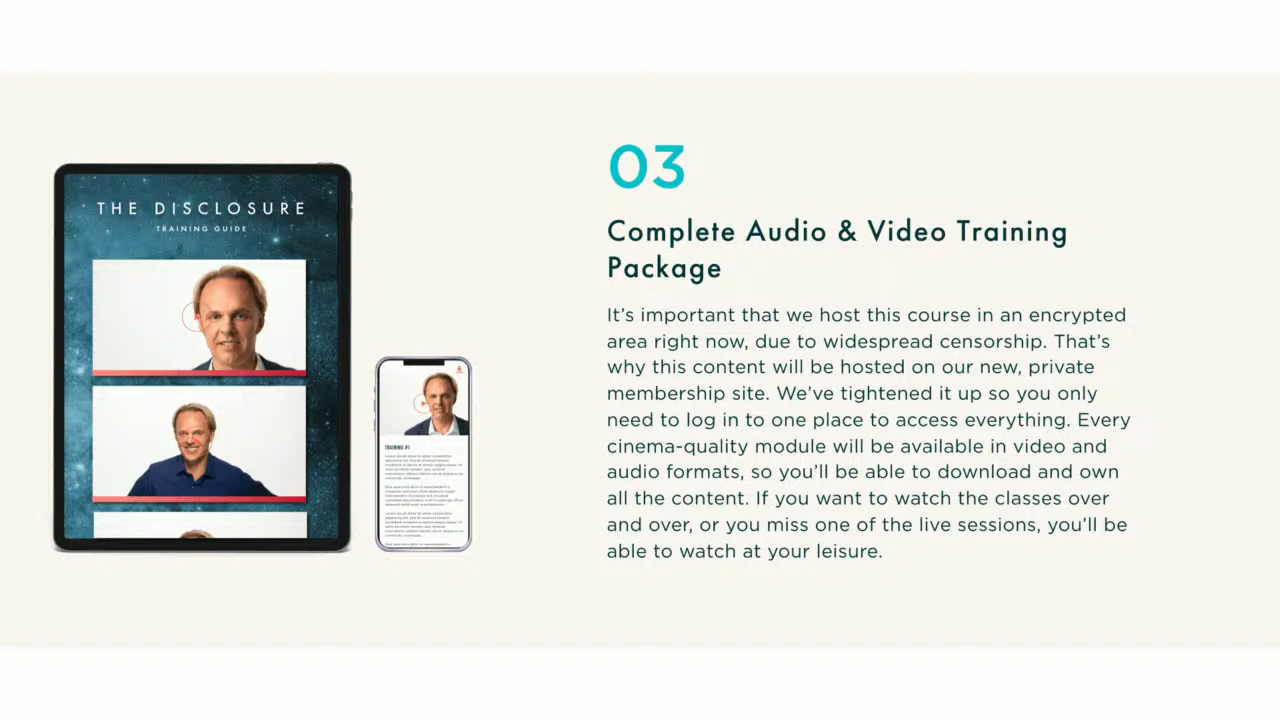 THE DISCLOSURE
TRAINING GUIDE
TRAINING #1
03
Complete Audio & Video Training
Package
It’s important that we host this course in an encrypted
area right now, due to widespread censorship. That’s
why this content will be hosted on our new, private
membership site. We’ve tightened it up so you only
need to log in to one place to access everything. Every
cinema-quality module will be available in video and
audio formats, so you’ll be able to download and own
all the content. If you want to watch the classes over
and over, or you miss one of the live sessions, you’ll be
able to watch at your leisure.